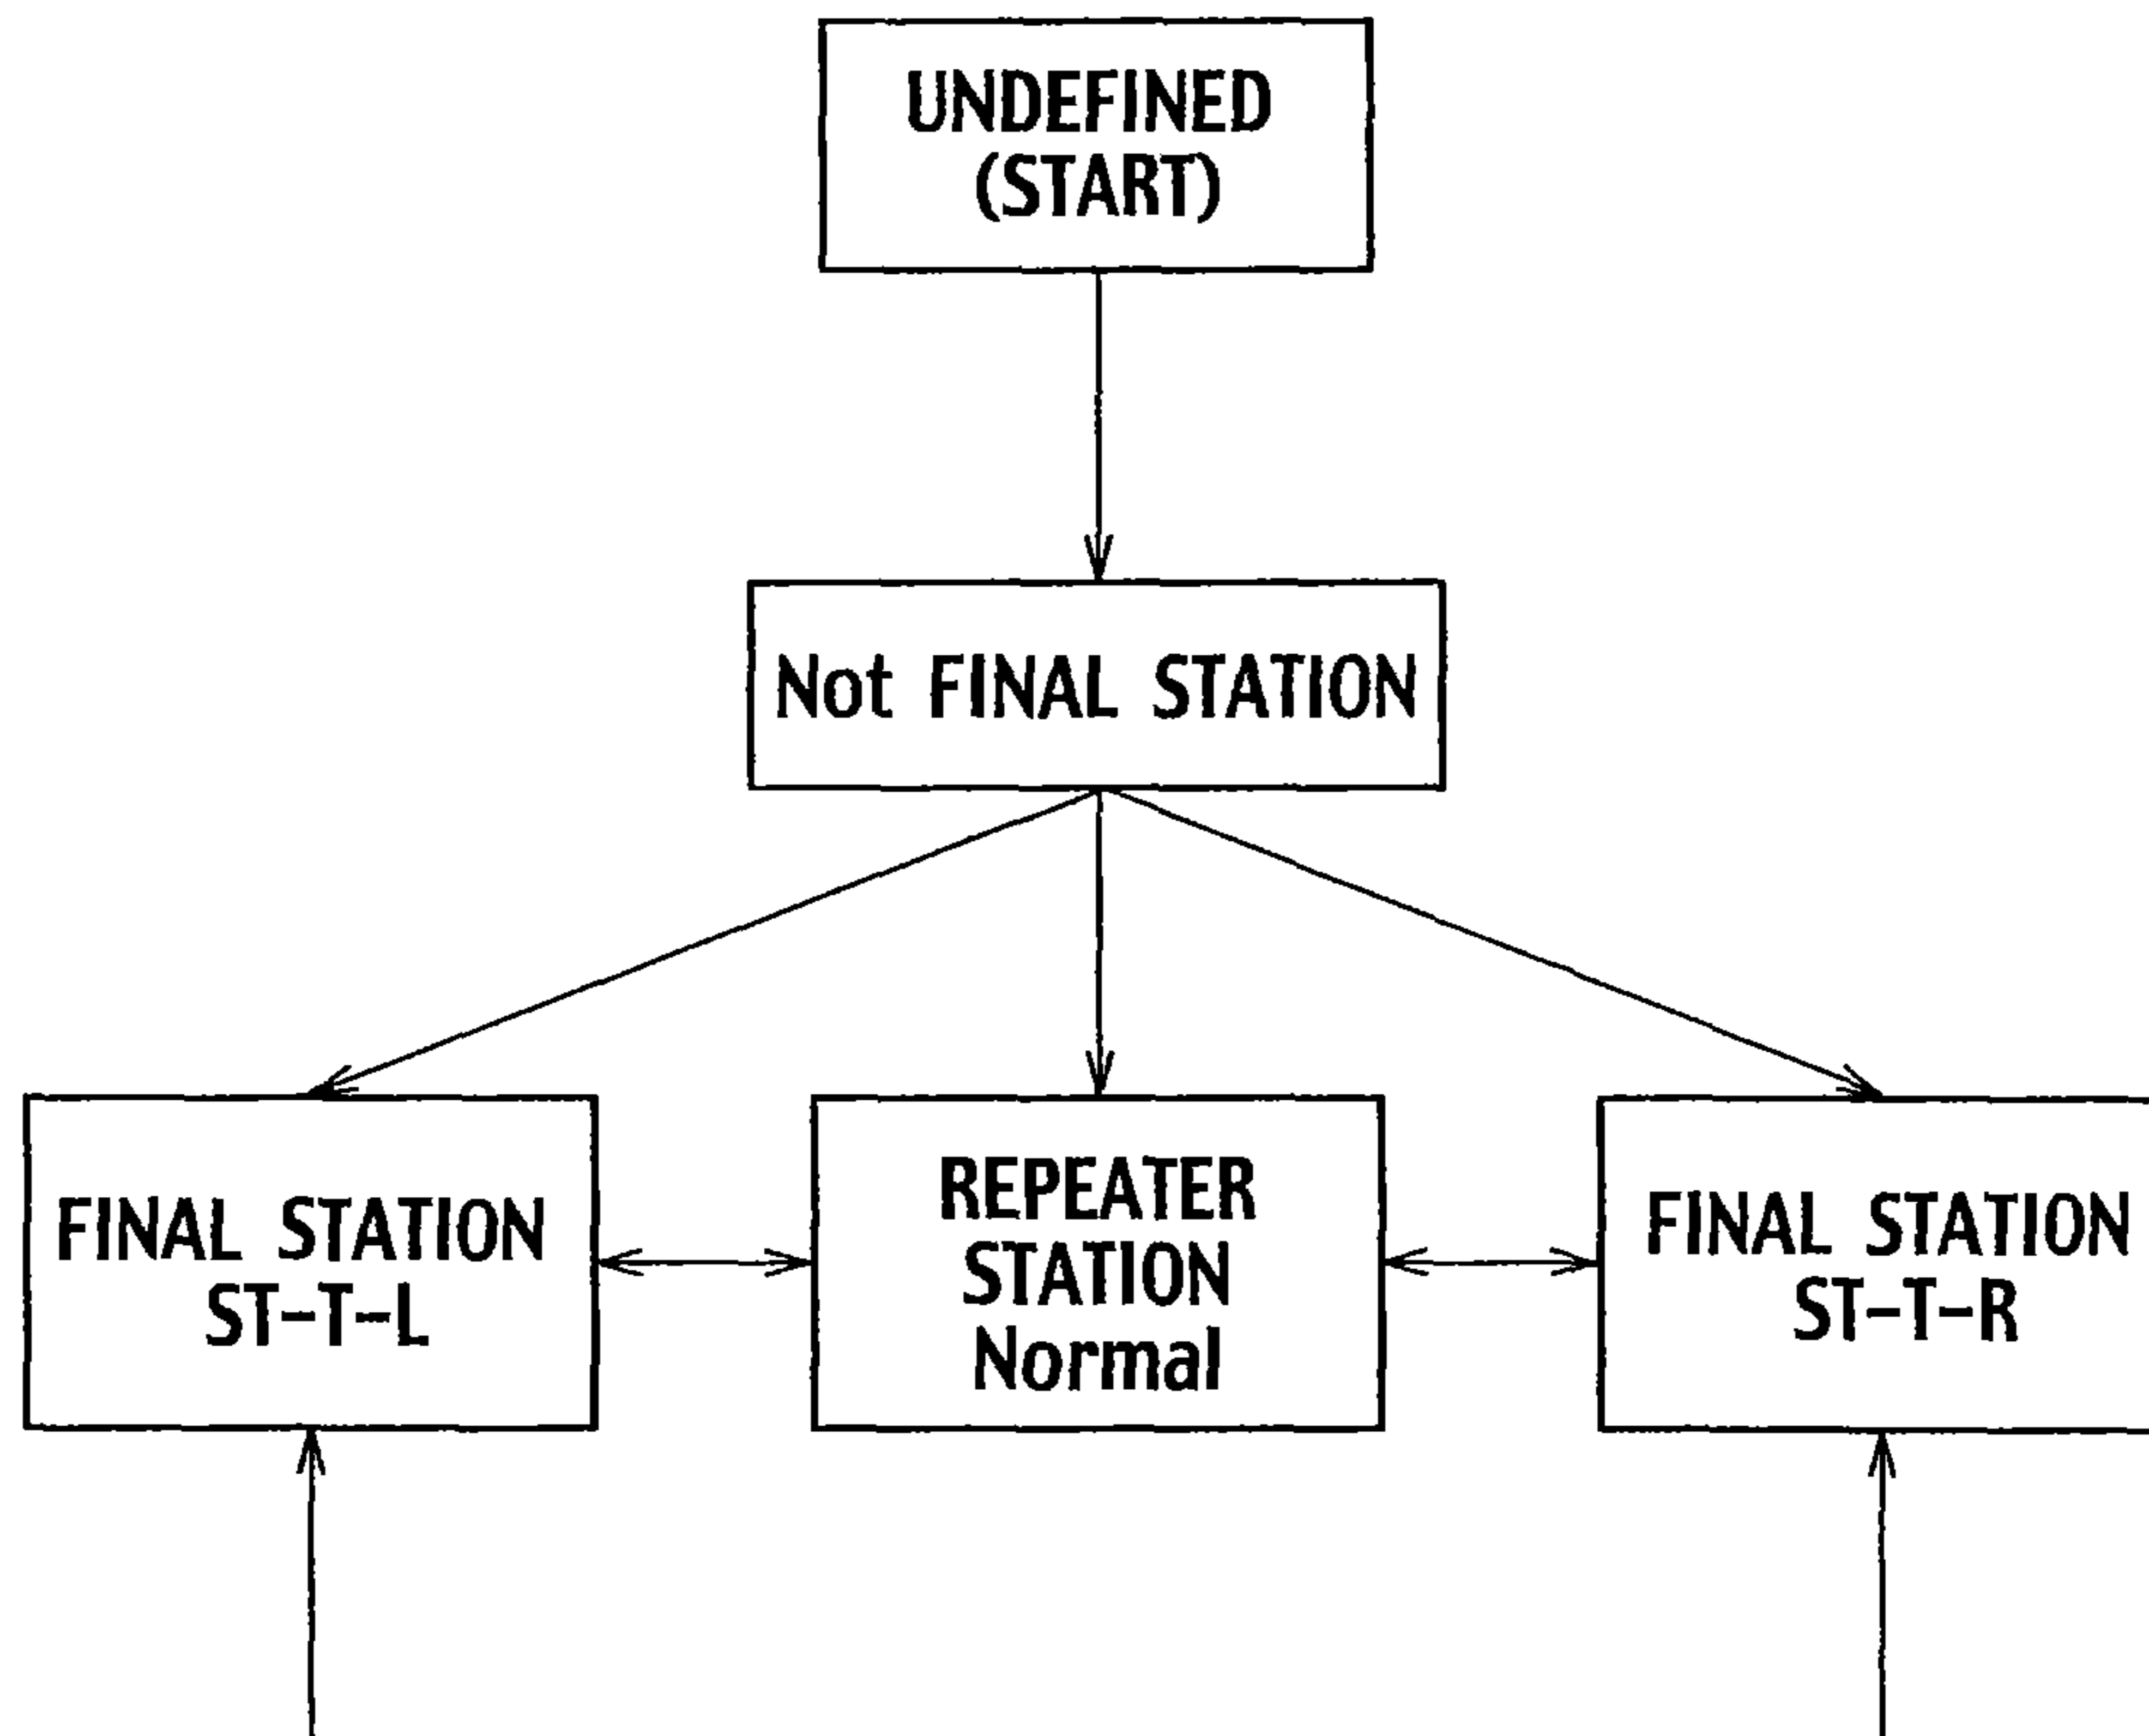 UNDEFINED
(START)
Not FINAL STATION
FINAL STATION
ST-T-L
REPEATER
STATION
Normal
FINAL STATION
ST-T-R